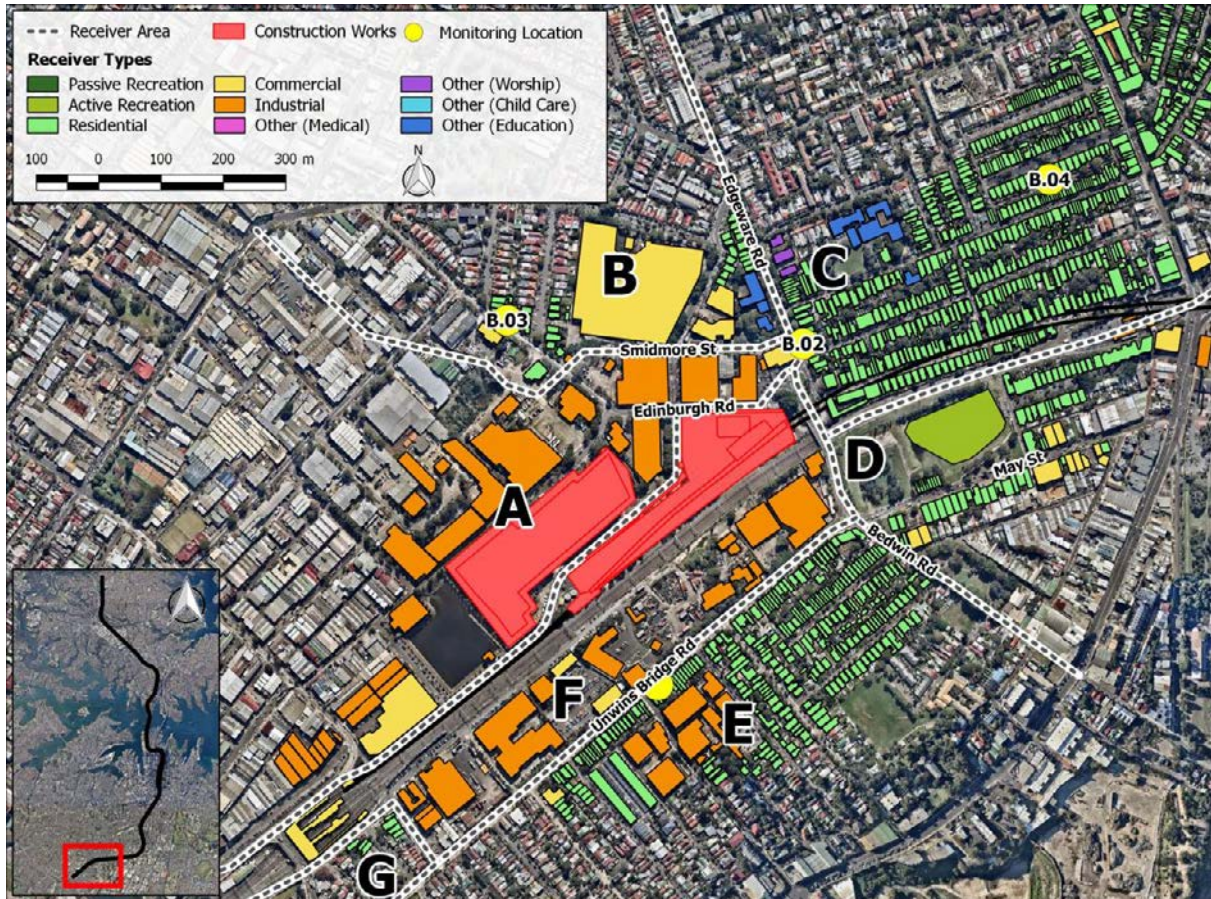 Receiver Area Construction Works Monitoring Location
Receiver Types
Passive Recreation Commercial Other (Worship)
Active Recreation Industrial Other (Child Care)
Residential Other (Medical) Other (Education)
100 0 100 200 300 m
N
Edgeware Rd
B.04
B
C
B.03
B.02
Smidmore St
Edinburgh Rd
D
May St
A
Bedwin Rd
Unwins Bridge Rd
F
E
G